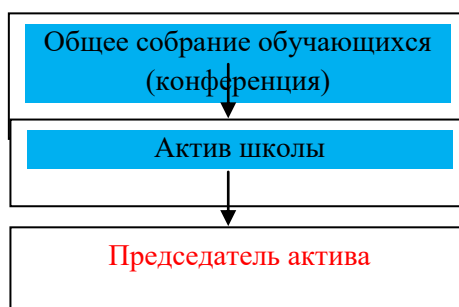 Общее собрание обучающихся
(конференция)
Актив школы
Председатель актива